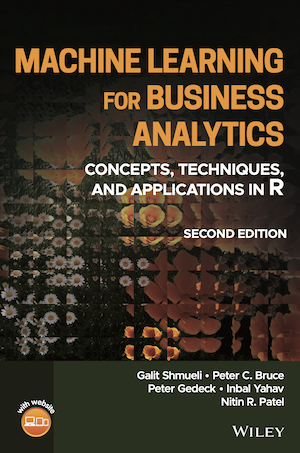 MACHINE LEARNING
FOR BUSINESS
ANALYTICS
CONCEPTS, TECHNIQUES,
AND APPLICATIONS IN R
SECOND EDITION
Galit Shmueli • Peter C. Bruce
Peter Gedeck • Inbal Yahav
Nitin R. Patel
with website
WILEY